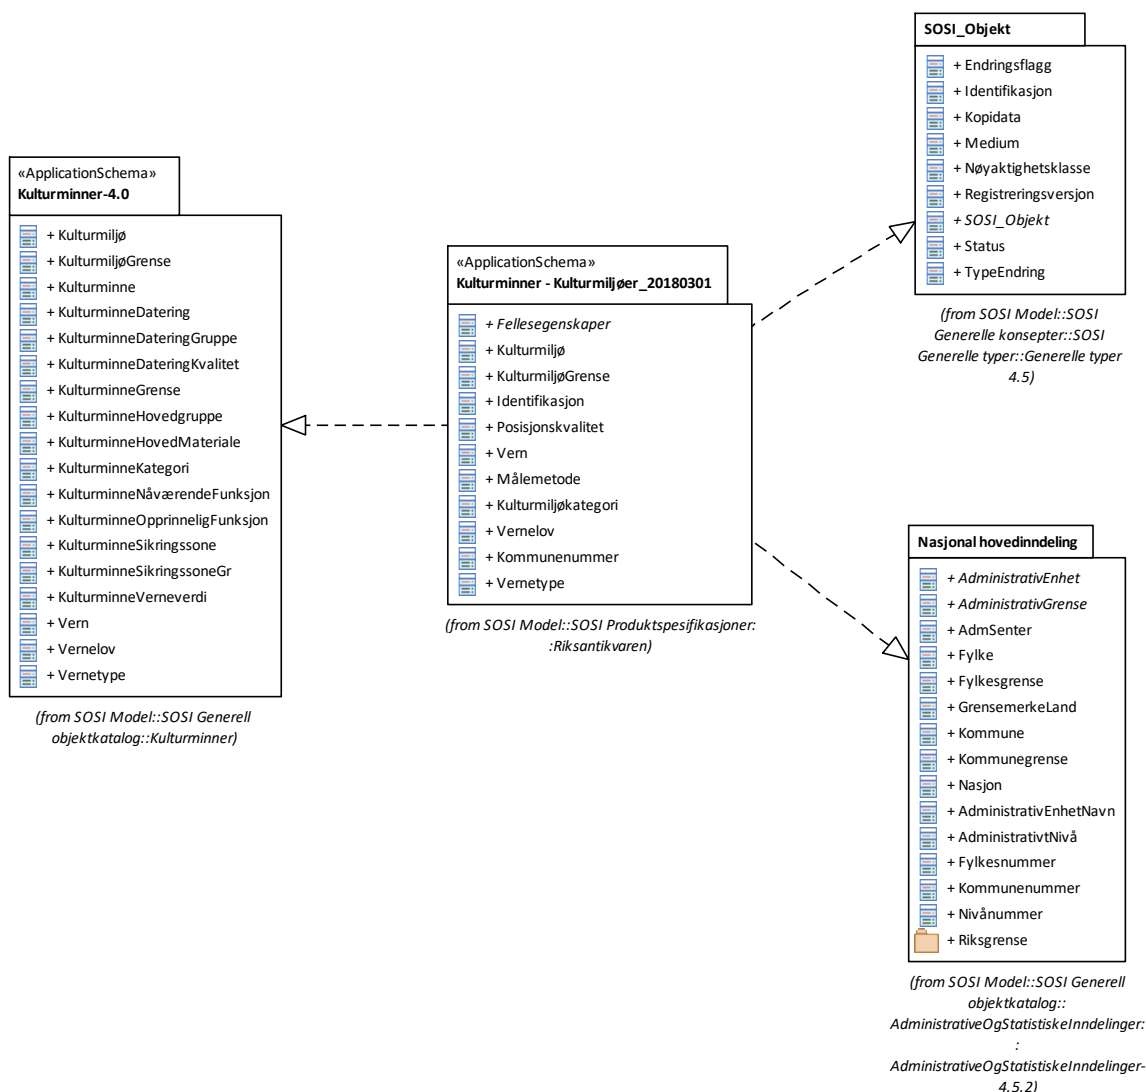 «ApplicationSchema»
Kulturminner-4.0
+ Kulturmiljø
+ KulturmiljøGrense
+ Kulturminne
+ KulturminneDatering
+ KulturminneDateringGruppe
+ KulturminneDateringKvalitet
+ KulturminneGrense
+ KulturminneHovedgruppe
+ KulturminneHovedMateriale
+ KulturminneKategori
+ KulturminneNåværendeFunksjon
+ KulturminneOpprinneligFunksjon
+ KulturminneSikringssone
+ KulturminneSikringssoneGr
+ KulturminneVerneverdi
+ Vern
+ Vernelov
+ Vernetype
(from SOSI Model::SOSI Generell
objektkatalog::Kulturminner)
«ApplicationSchema»
Kulturminner - Kulturmiljøer_20180301
+ Fellesegenskaper
+ Kulturmiljø
+ KulturmiljøGrense
+ Identifikasjon
+ Posisjonskvalitet
+ Vern
+ Målemetode
+ Kulturmiljøkategori
+ Vernelov
+ Kommunenummer
+ Vernetype
(from SOSI Model::SOSI Produktspesifikasjoner:
:Riksantikvaren)
SOSI_Objekt
+ Endringsflagg
+ Identifikasjon
+ Kopidata
+ Medium
+ Nøyaktighetsklasse
+ Registreringsversjon
+ SOSI_Objekt
+ Status
+ TypeEndring
(from SOSI Model::SOSI
Generelle konsepter::SOSI
Generelle typer::Generelle typer
4.5)
Nasjonal hovedinndeling
+ AdministrativEnhet
+ AdministrativGrense
+ AdmSenter
+ Fylke
+ Fylkesgrense
+ GrensemerkeLand
+ Kommune
+ Kommunegrense
+ Nasjon
+ AdministrativEnhetNavn
+ AdministrativtNivå
+ Fylkesnummer
+ Kommunenummer
+ Nivånummer
+ Riksgrense
(from SOSI Model::SOSI Generell
objektkatalog::
AdministrativeOgStatistiskeInndelinger:
:
AdministrativeOgStatistiskeInndelinger-
4.5.2)